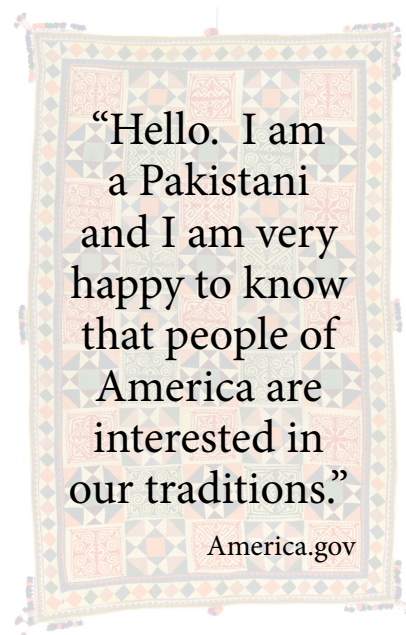 “Hello.  I am
a Pakistani
and I am very
happy to know
that people of
America are
interested in
our traditions.”
America.gov